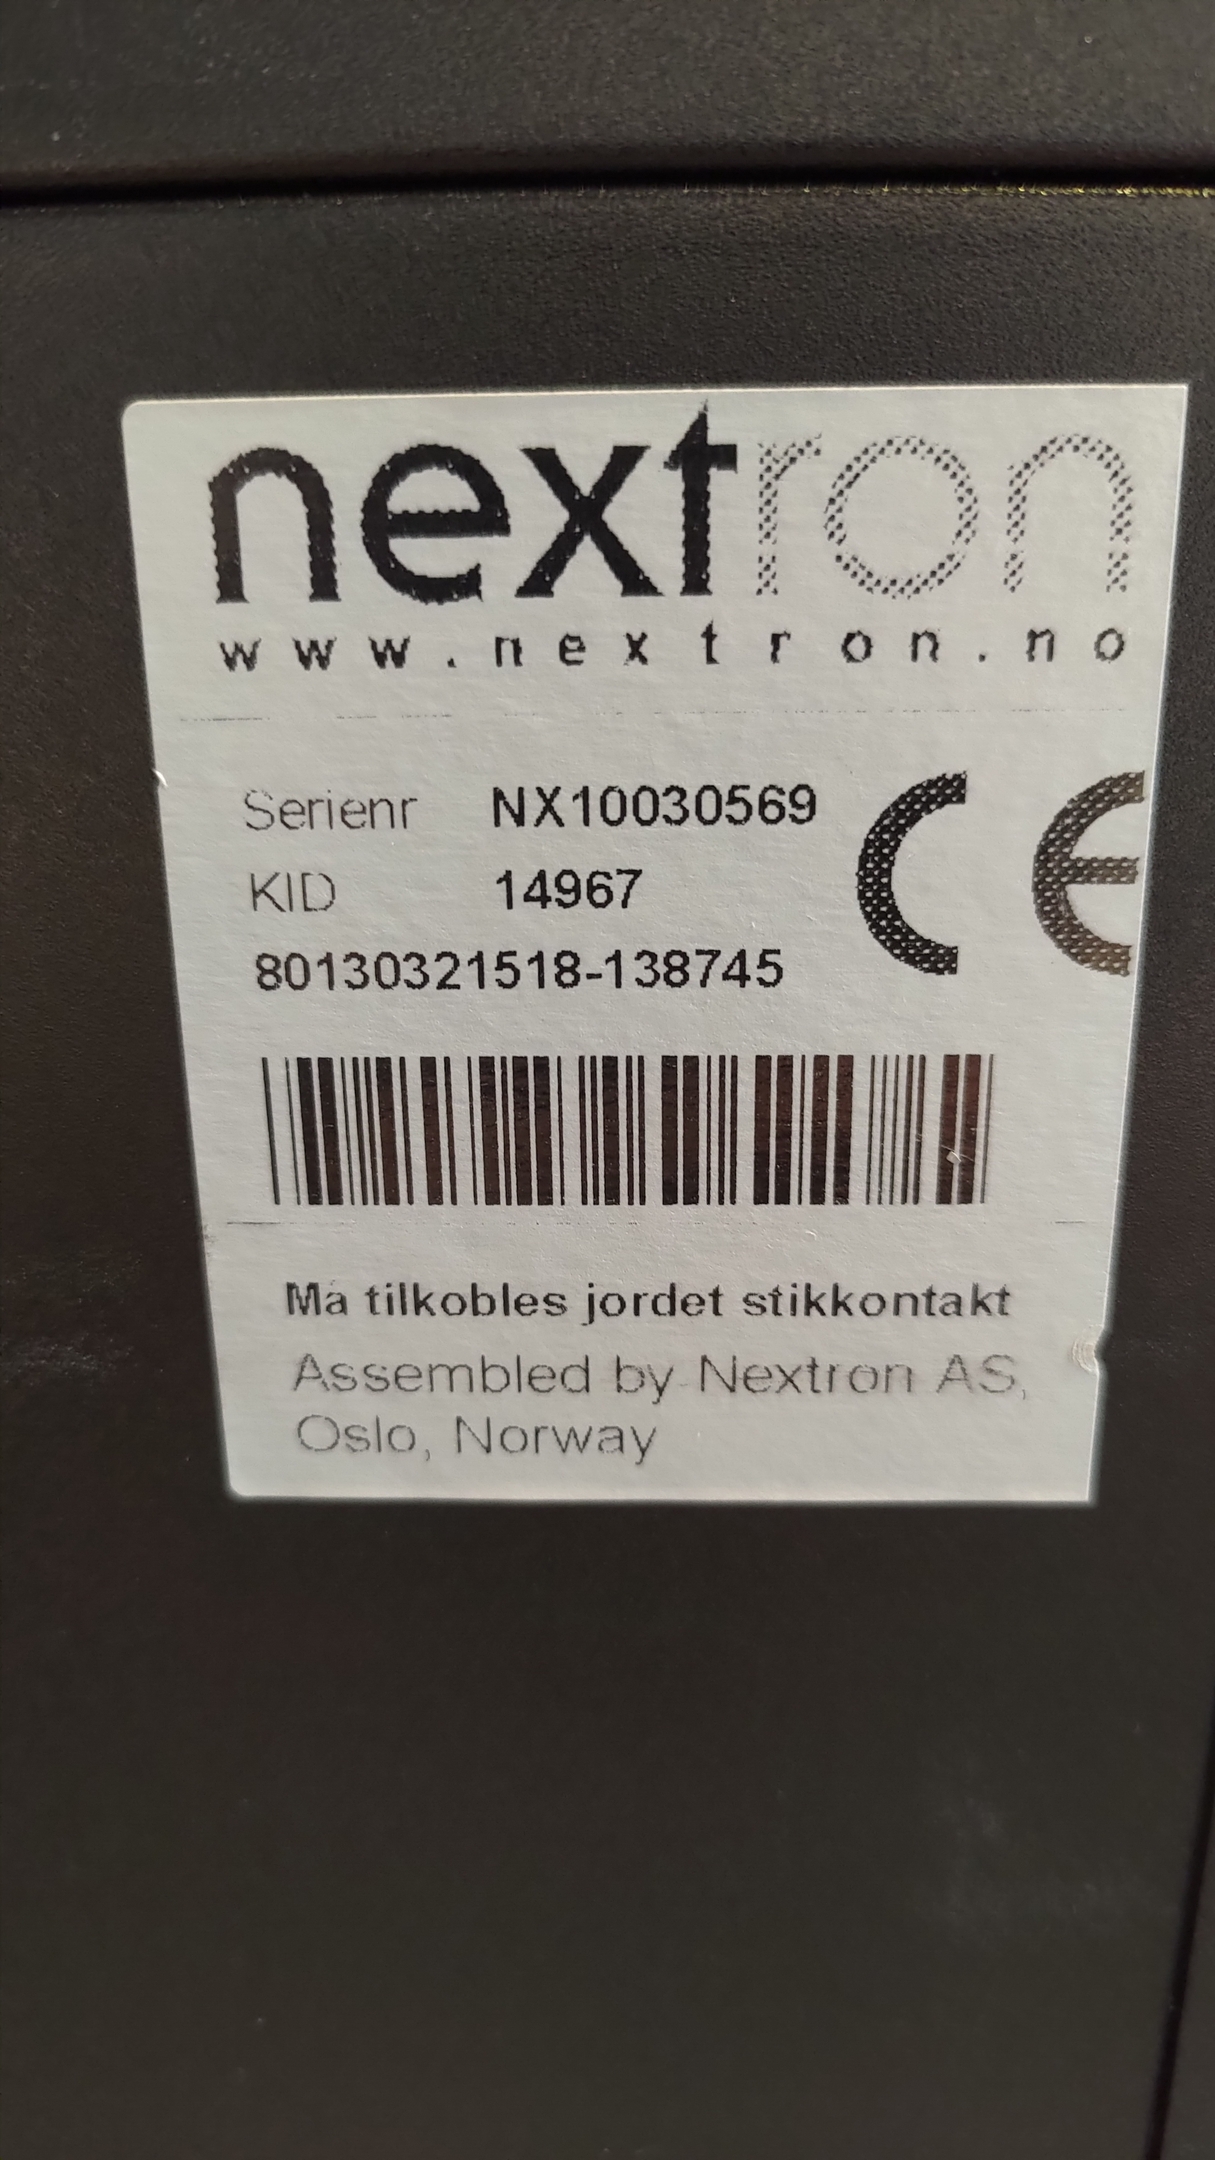 nextron
www.nextron.no
Serienr NX10030569
KID 14967
80130321518-138745
CE
Må tilkobles jordet stikkontakt
Assembled by Nextron AS,
Oslo, Norway